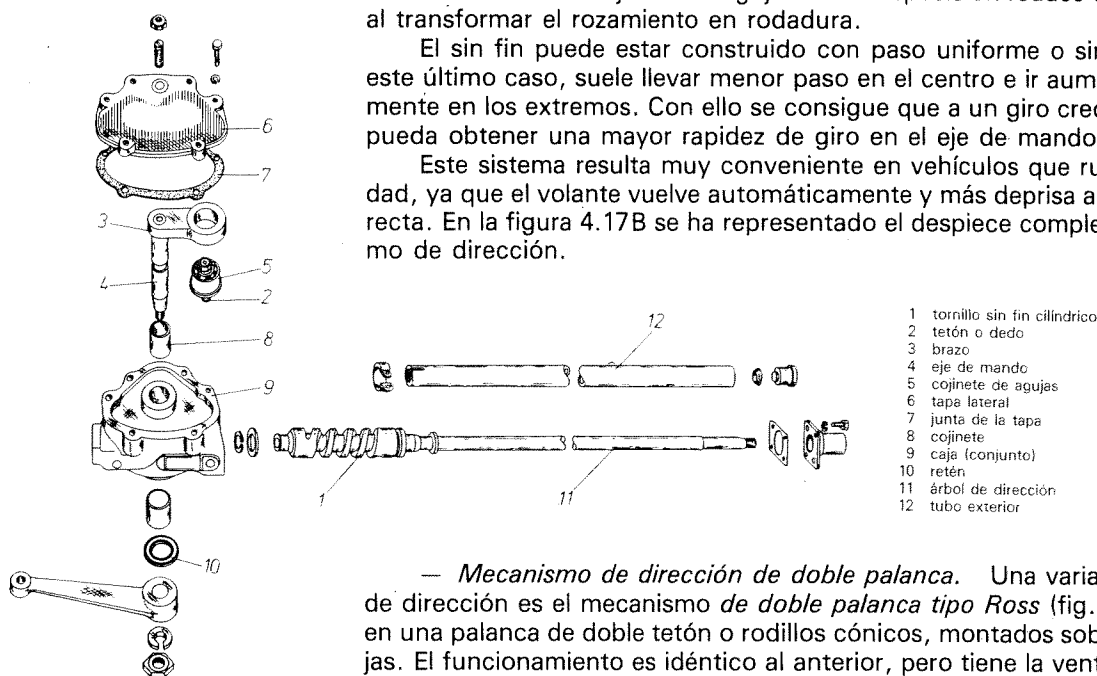 al transformar el rozamiento en rodadura.
El sin fin puede estar construido con paso uniforme o sin
este último caso, suele llevar menor paso en el centro e ir aum
mente en los extremos. Con ello se consigue que a un giro cre
pueda obtener una mayor rapidez de giro en el eje de mando
Este sistema resulta muy conveniente en vehículos que ru
dad, ya que el volante vuelve automáticamente y más deprisa a
recta. En la figura 4.17B se ha representado el despiece comple
mo de dirección.
6
7
3
5
4
2
8
9
12
1
11
10
1 tornillo sin fin cilíndrico
2 tetón o dedo
3 brazo
4 eje de mando
5 cojinete de agujas
6 tapa lateral
7 junta de la tapa
8 cojinete
9 caja (conjunto)
10 retén
11 árbol de dirección
12 tubo exterior
— Mecanismo de dirección de doble palanca. Una varia
de dirección es el mecanismo de doble palanca tipo Ross (fig.
en una palanca de doble tetón o rodillos cónicos, montados sob
jas. El funcionamiento es idéntico al anterior, pero tiene la vent